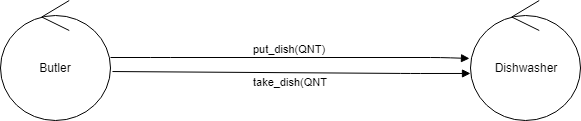 put_dish(QNT)
Butler
Dishwasher
take_dish(QNT